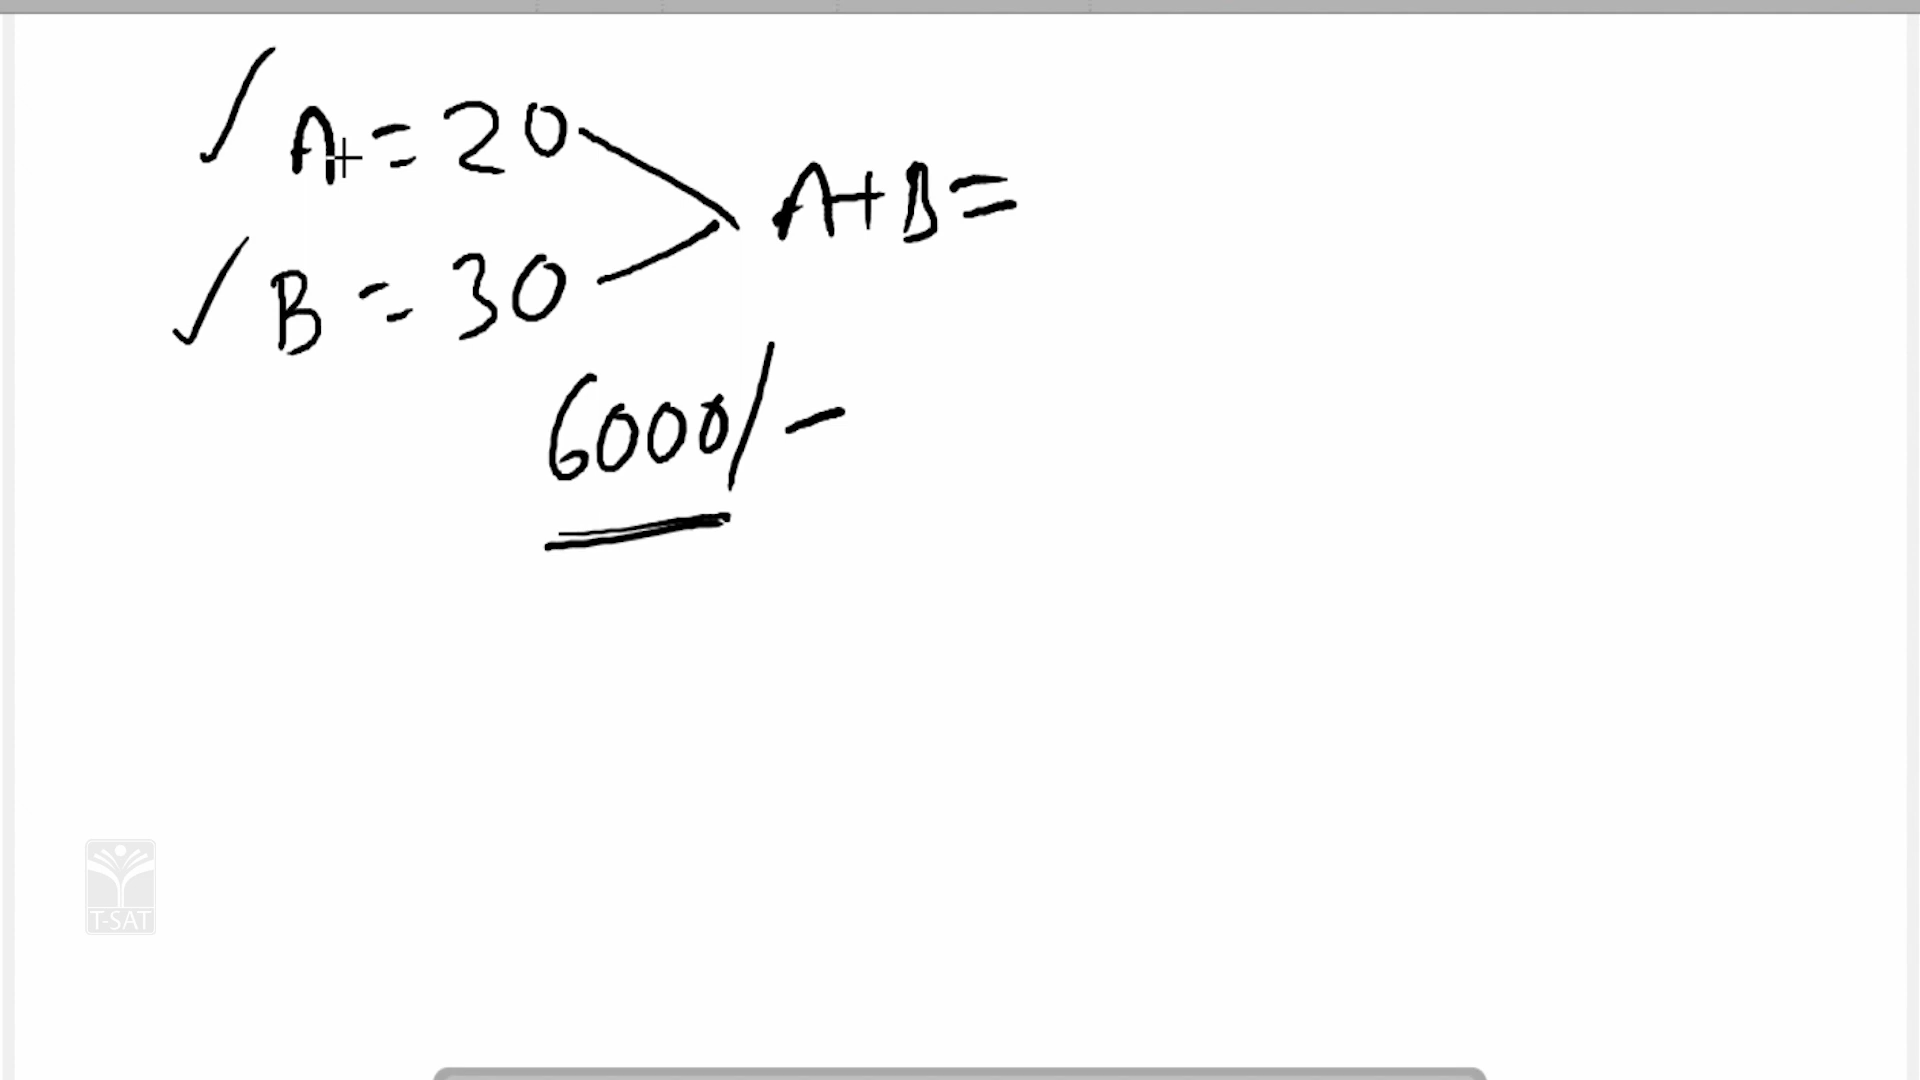 A = 20
A+B=
B = 30
6000/-
T-SAT